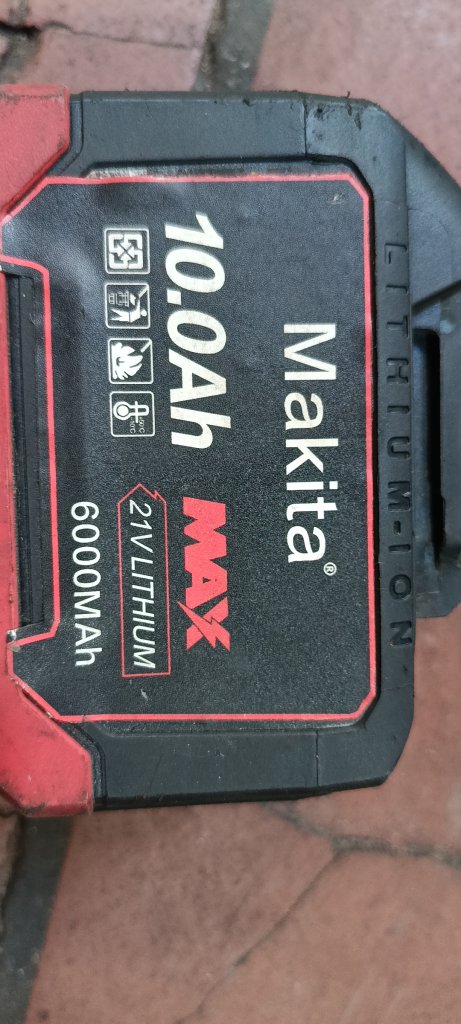 LITHIUM-ION
Makita®
10.0Ah MAX
21V LITHIUM
6000MAh